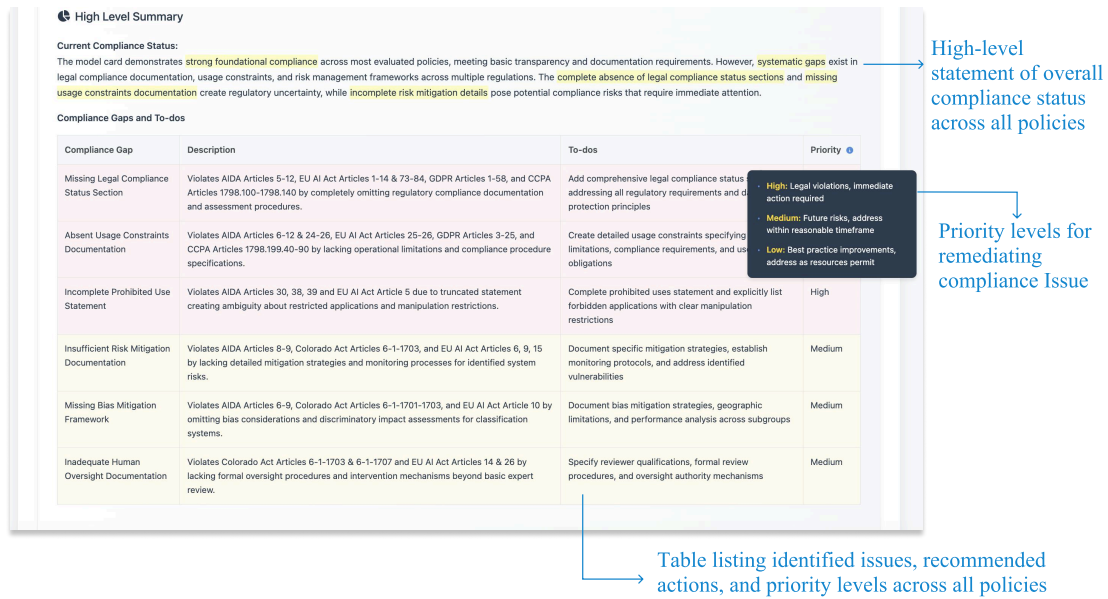 High Level Summary
Current Compliance Status:
The model card demonstrates strong foundational compliance across most evaluated policies, meeting basic transparency and documentation requirements. However, systematic gaps exist in
legal compliance documentation, usage constraints, and risk management frameworks across multiple regulations. The complete absence of legal compliance status sections and missing
usage constraints documentation create regulatory uncertainty, while incomplete risk mitigation details pose potential compliance risks that require immediate attention.
High-level
statement of overall
compliance status
across all policies
Compliance Gaps and To-dos
Compliance Gap
Description
To-dos
Priority
Missing Legal Compliance
Status Section
Violates AIDA Articles 5-12, EU AI Act Articles 1-14 & 73-84, GDPR Articles 1-58, and CCPA
Articles 1798.100-1798.140 by completely omitting regulatory compliance documentation
and assessment procedures.
Add comprehensive legal compliance status
addressing all regulatory requirements and
protection principles
High: Legal violations, immediate
action required
Medium: Future risks, address
within reasonable timeframe
Low: Best practice improvements,
address as resources permit
Priority levels for
remediating
compliance Issue
Absent Usage Constraints
Documentation
Violates AIDA Articles 6-12 & 24-26, EU AI Act Articles 25-26, GDPR Articles 3-25, and
CCPA Articles 1798.199.40-90 by lacking operational limitations and compliance procedure
specifications.
Create detailed usage constraints specifying
limitations, compliance requirements, and
obligations
Incomplete Prohibited Use
Statement
Violates AIDA Articles 30, 38, 39 and EU AI Act Article 5 due to truncated statement
creating ambiguity about restricted applications and manipulation restrictions.
Complete prohibited uses statement and explicitly list
forbidden applications with clear manipulation
restrictions
High
Insufficient Risk Mitigation
Documentation
Violates AIDA Articles 8-9, Colorado Act Articles 6-1-1703, and EU AI Act Articles 6, 9, 15
by lacking detailed mitigation strategies and monitoring processes for identified system
risks.
Document specific mitigation strategies, establish
monitoring protocols, and address identified
vulnerabilities
Medium
Missing Bias Mitigation
Framework
Violates AIDA Articles 6-9, Colorado Act Articles 6-1-1701-1703, and EU AI Act Article 10 by
omitting bias considerations and discriminatory impact assessments for classification
systems.
Document bias mitigation strategies, geographic
limitations, and performance analysis across subgroups
Medium
Inadequate Human
Oversight Documentation
Violates Colorado Act Articles 6-1-1703 & 6-1-1707 and EU AI Act Articles 14 & 26 by
lacking formal oversight procedures and intervention mechanisms beyond basic expert
review.
Specify reviewer qualifications, formal review
procedures, and oversight authority mechanisms
Medium
Table listing identified issues, recommended
actions, and priority levels across all policies